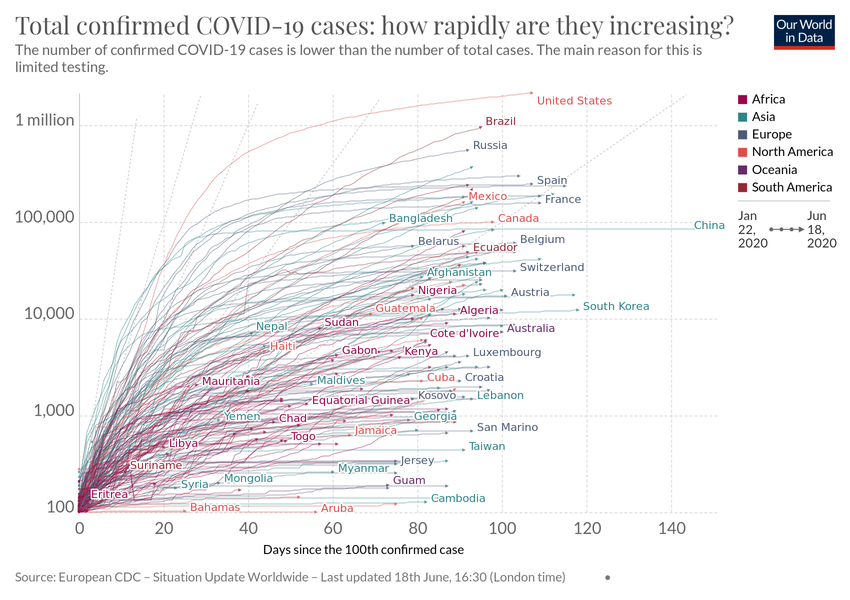 Total confirmed COVID-19 cases: how rapidly are they increasing?
The number of confirmed COVID-19 cases is lower than the number of total cases. The main reason for this is
limited testing.
Our World
in Data
1 million
100,000
10,000
1,000
100
0
20
40
60
80
100
120
140
Days since the 100th confirmed case
United States
Brazil
Russia
Spain
Mexico
France
Bangladesh
Canada
China
Belarus
Belgium
Ecuador
Afghanistan
Switzerland
Nigeria
Austria
Guatemala
Algeria
South Korea
Nepal
Sudan
Cote d'Ivoire
Australia
Haiti
Gabon
Kenya
Luxembourg
Mauritania
Maldives
Cuba
Croatia
Equatorial Guinea
Kosovo
Lebanon
Yemen
Chad
Georgia
Libya
Togo
Jamaica
San Marino
Taiwan
Suriname
Myanmar
Jersey
Syria
Mongolia
Guam
Eritrea
Cambodia
Bahamas
Aruba
Africa
Asia
Europe
North America
Oceania
South America
Jan
22,
2020
Jun
18,
2020
Source: European CDC – Situation Update Worldwide – Last updated 18th June, 16:30 (London time)